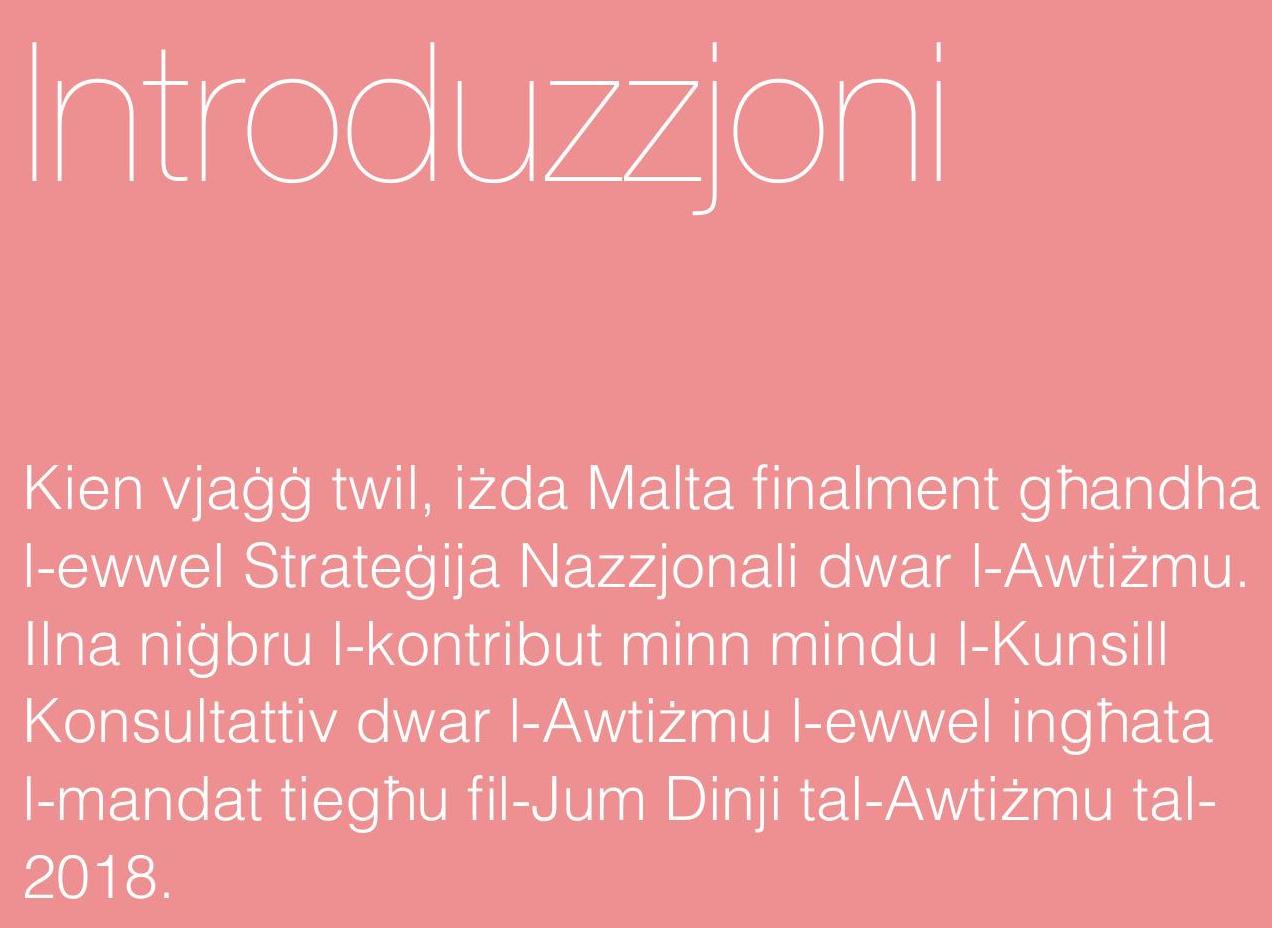 Introduzzjoni
Kien vjaġġ twil, iżda Malta finalment għandha
l-ewwel Strateġija Nazzjonali dwar l-Awtiżmu.
Ilna niġbru l-kontribut minn mindu l-Kunsill
Konsultattiv dwar l-Awtiżmu l-ewwel ingħata
l-mandat tiegħu fil-Jum Dinji tal-Awtiżmu tal-
2018.